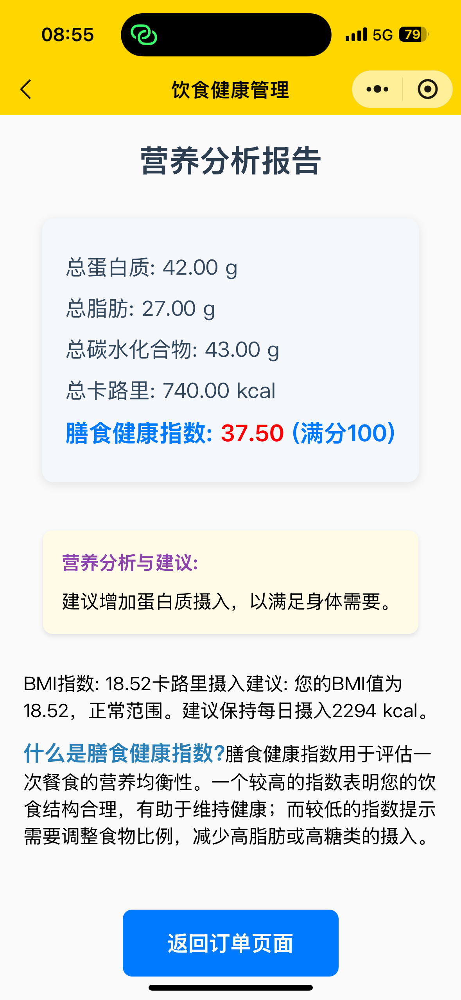 08:55
5G
79
饮食健康管理
营养分析报告
总蛋白质: 42.00 g
总脂肪: 27.00 g
总碳水化合物: 43.00 g
总卡路里: 740.00 kcal
膳食健康指数: 37.50 (满分100)
营养分析与建议:
建议增加蛋白质摄入，以满足身体需要。
BMI指数: 18.52卡路里摄入建议: 您的BMI值为
18.52，正常范围。建议保持每日摄入2294 kcal。
什么是膳食健康指数?膳食健康指数用于评估一
次餐食的营养均衡性。一个较高的指数表明您的饮
食结构合理，有助于维持健康；而较低的指数提示
需要调整食物比例，减少高脂肪或高糖类的摄入。
返回订单页面